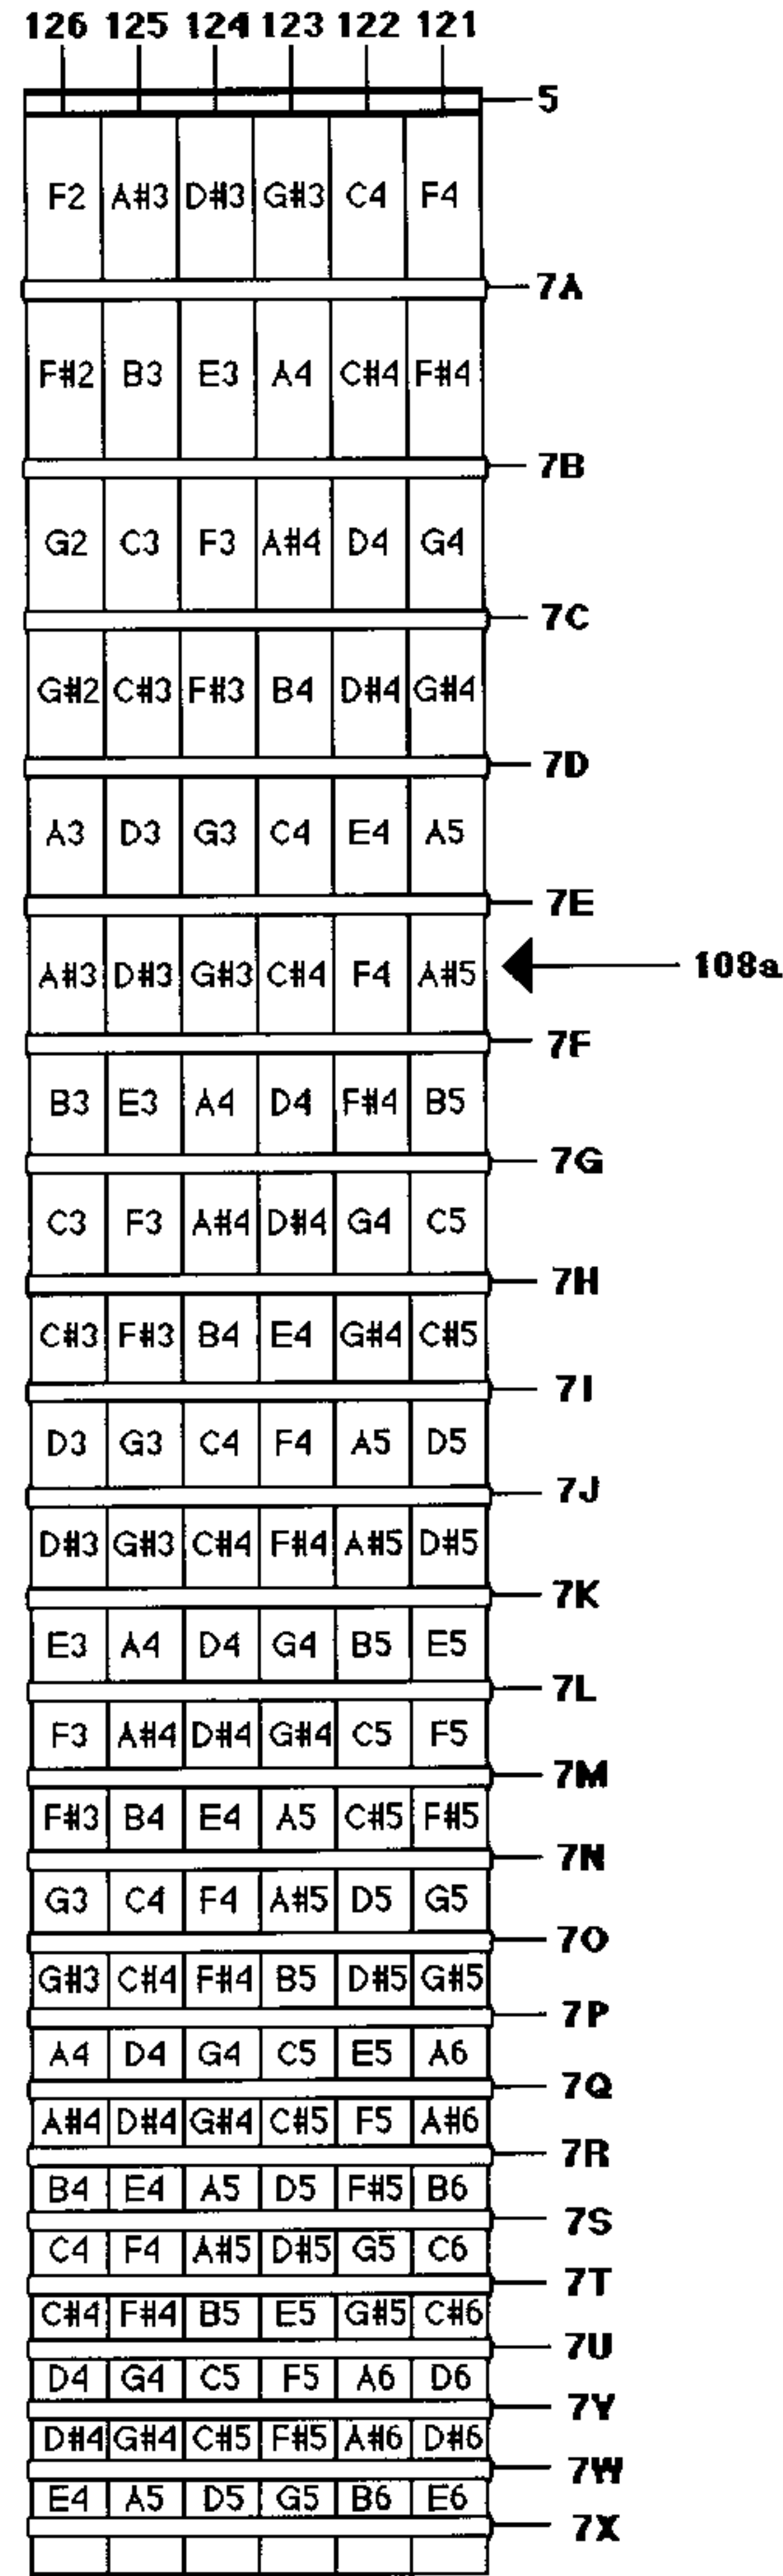 126 125 124 123 122 121
5
F2 A#3 D#3 G#3 C4 F4
7A
F#2 B3 E3 A4 C#4 F#4
7B
G2 C3 F3 A#4 D4 G4
7C
G#2 C#3 F#3 B4 D#4 G#4
7D
A3 D3 G3 C4 E4 A5
7E
A#3 D#3 G#3 C#4 F4 A#5 108a
7F
B3 E3 A4 D4 F#4 B5
7G
C3 F3 A#4 D#4 G4 C5
7H
C#3 F#3 B4 E4 G#4 C#5
7I
D3 G3 C4 F4 A5 D5
7J
D#3 G#3 C#4 F#4 A#5 D#5
7K
E3 A4 D4 G4 B5 E5
7L
F3 A#4 D#4 G#4 C5 F5
7M
F#3 B4 E4 A5 C#5 F#5
7N
G3 C4 F4 A#5 D5 G5
7O
G#3 C#4 F#4 B5 D#5 G#5
7P
A4 D4 G4 C5 E5 A6
7Q
A#4 D#4 G#4 C#5 F5 A#6
7R
B4 E4 A5 D5 F#5 B6
7S
C4 F4 A#5 D#5 G5 C6
7T
C#4 F#4 B5 E5 G#5 C#6
7U
D4 G4 C5 F5 A6 D6
7V
D#4 G#4 C#5 F#5 A#6 D#6
7W
E4 A5 D5 G5 B6 E6
7X